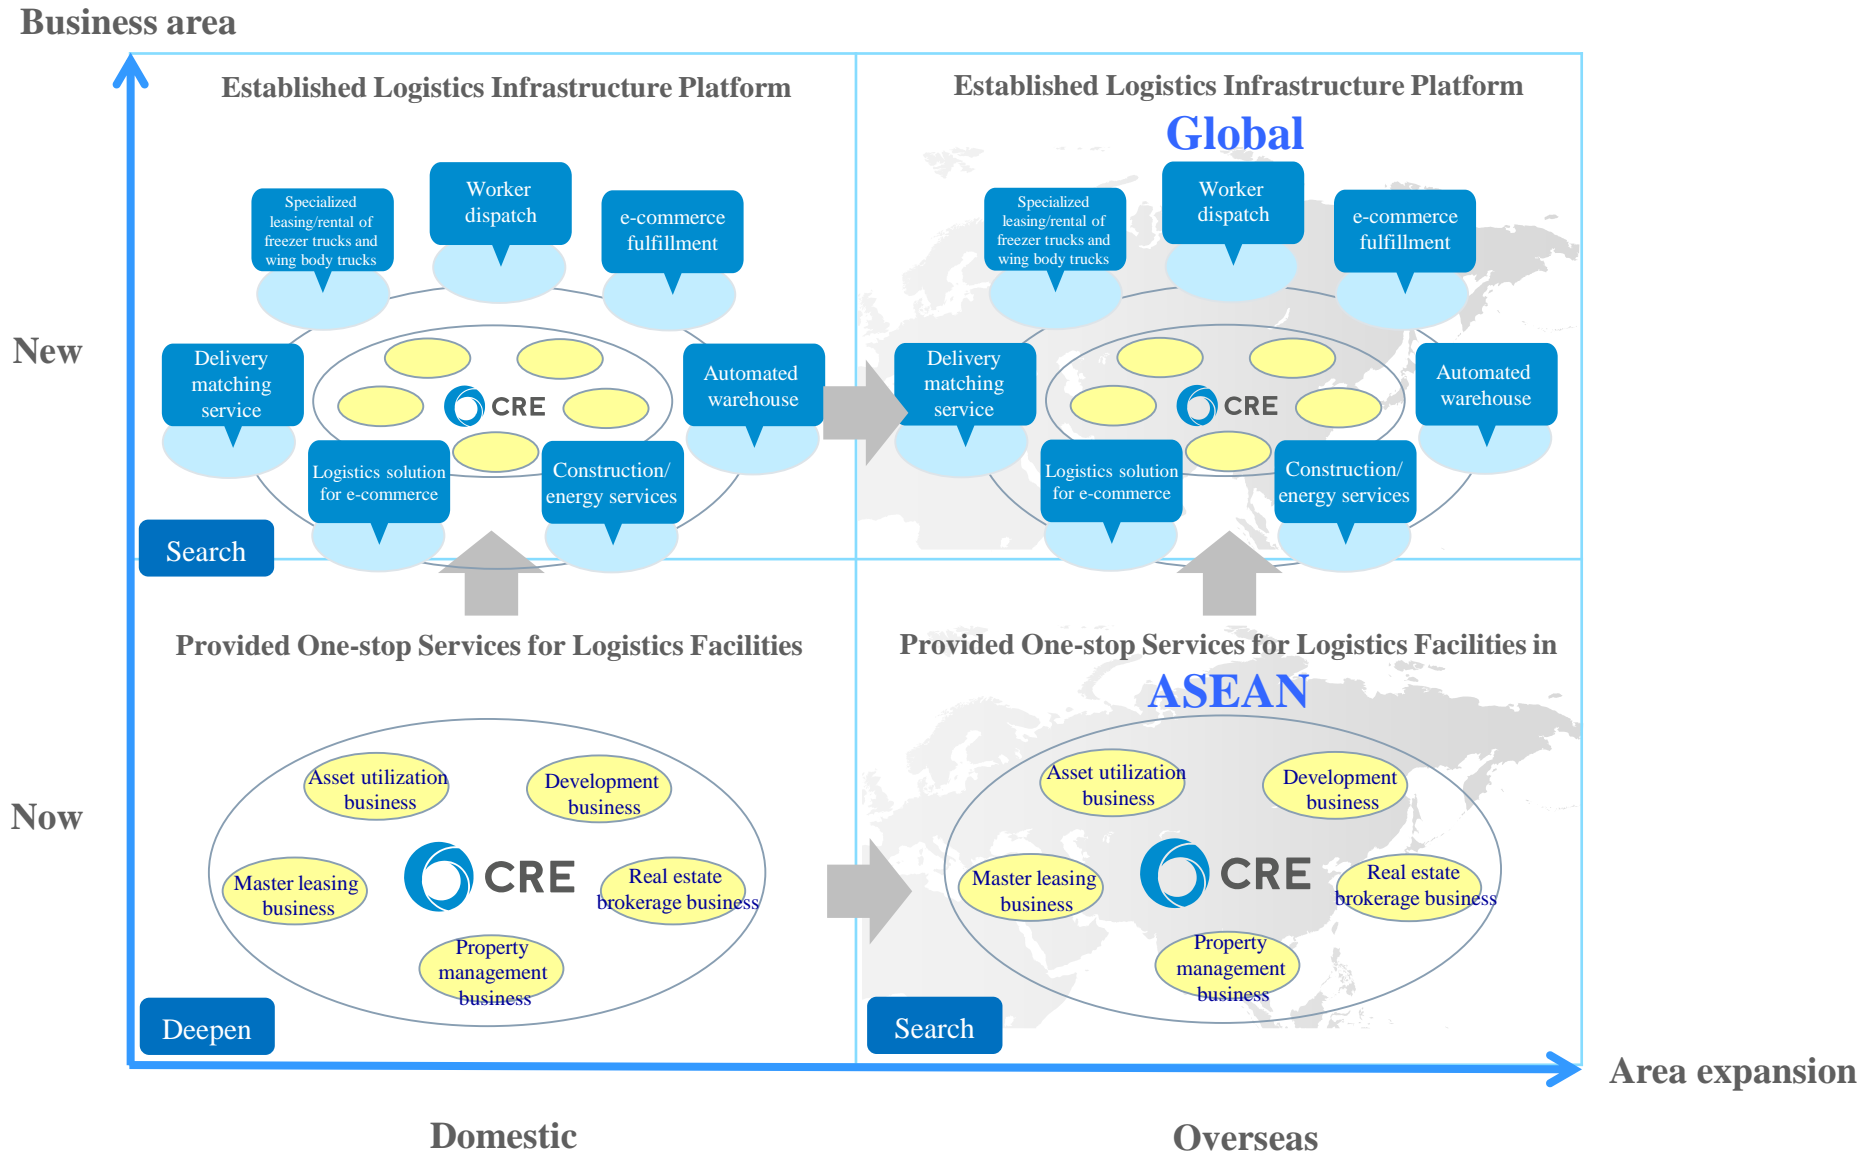 Business area
Established Logistics Infrastructure Platform
Worker
dispatch
Specialized
leasing/rental of
freezer trucks and
wing body trucks
e-commerce
fulfillment
Delivery
matching
service
Automated
warehouse
CRE
Logistics solution
for e-commerce
Construction/
energy services
Search
Established Logistics Infrastructure Platform
Global
Worker
dispatch
Specialized
leasing/rental of
freezer trucks and
wing body trucks
e-commerce
fulfillment
Delivery
matching
service
Automated
warehouse
CRE
Logistics solution
for e-commerce
Construction/
energy services
New
Provided One-stop Services for Logistics Facilities
Asset utilization
business
Development
business
Master leasing
business
CRE
Real estate
brokerage business
Property
management
business
Deepen
Provided One-stop Services for Logistics Facilities in
ASEAN
Asset utilization
business
Development
business
Master leasing
business
CRE
Real estate
brokerage business
Property
management
business
Search
Now
Area expansion
Domestic
Overseas